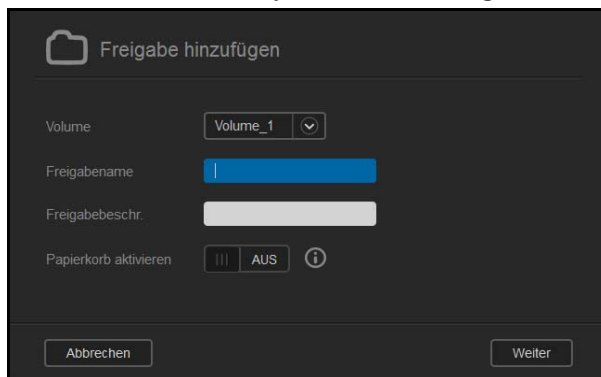 Freigabe hinzufügen
Volume Volume_1
Freigabename
Freigabebeschr.
Papierkorb aktivieren AUS
Abbrechen Weiter